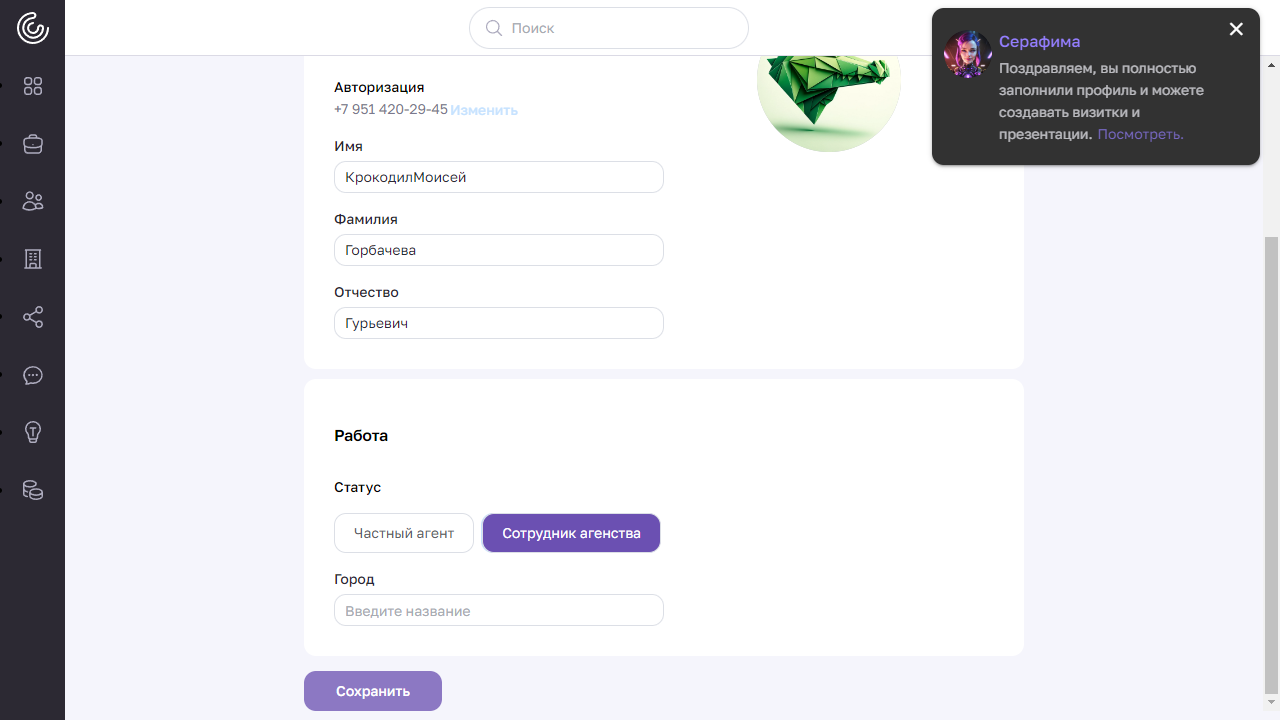 Поиск
Серафима
Поздравляем, вы полностью
заполнили профиль и можете
создавать визитки и
презентации. Посмотреть.
Авторизация
+7 951 420-29-45 Изменить
Имя
КрокодилМоисей
Фамилия
Горбачева
Отчество
Гурьевич
Работа
Статус
Частный агент
Сотрудник агенства
Город
Введите название
Сохранить